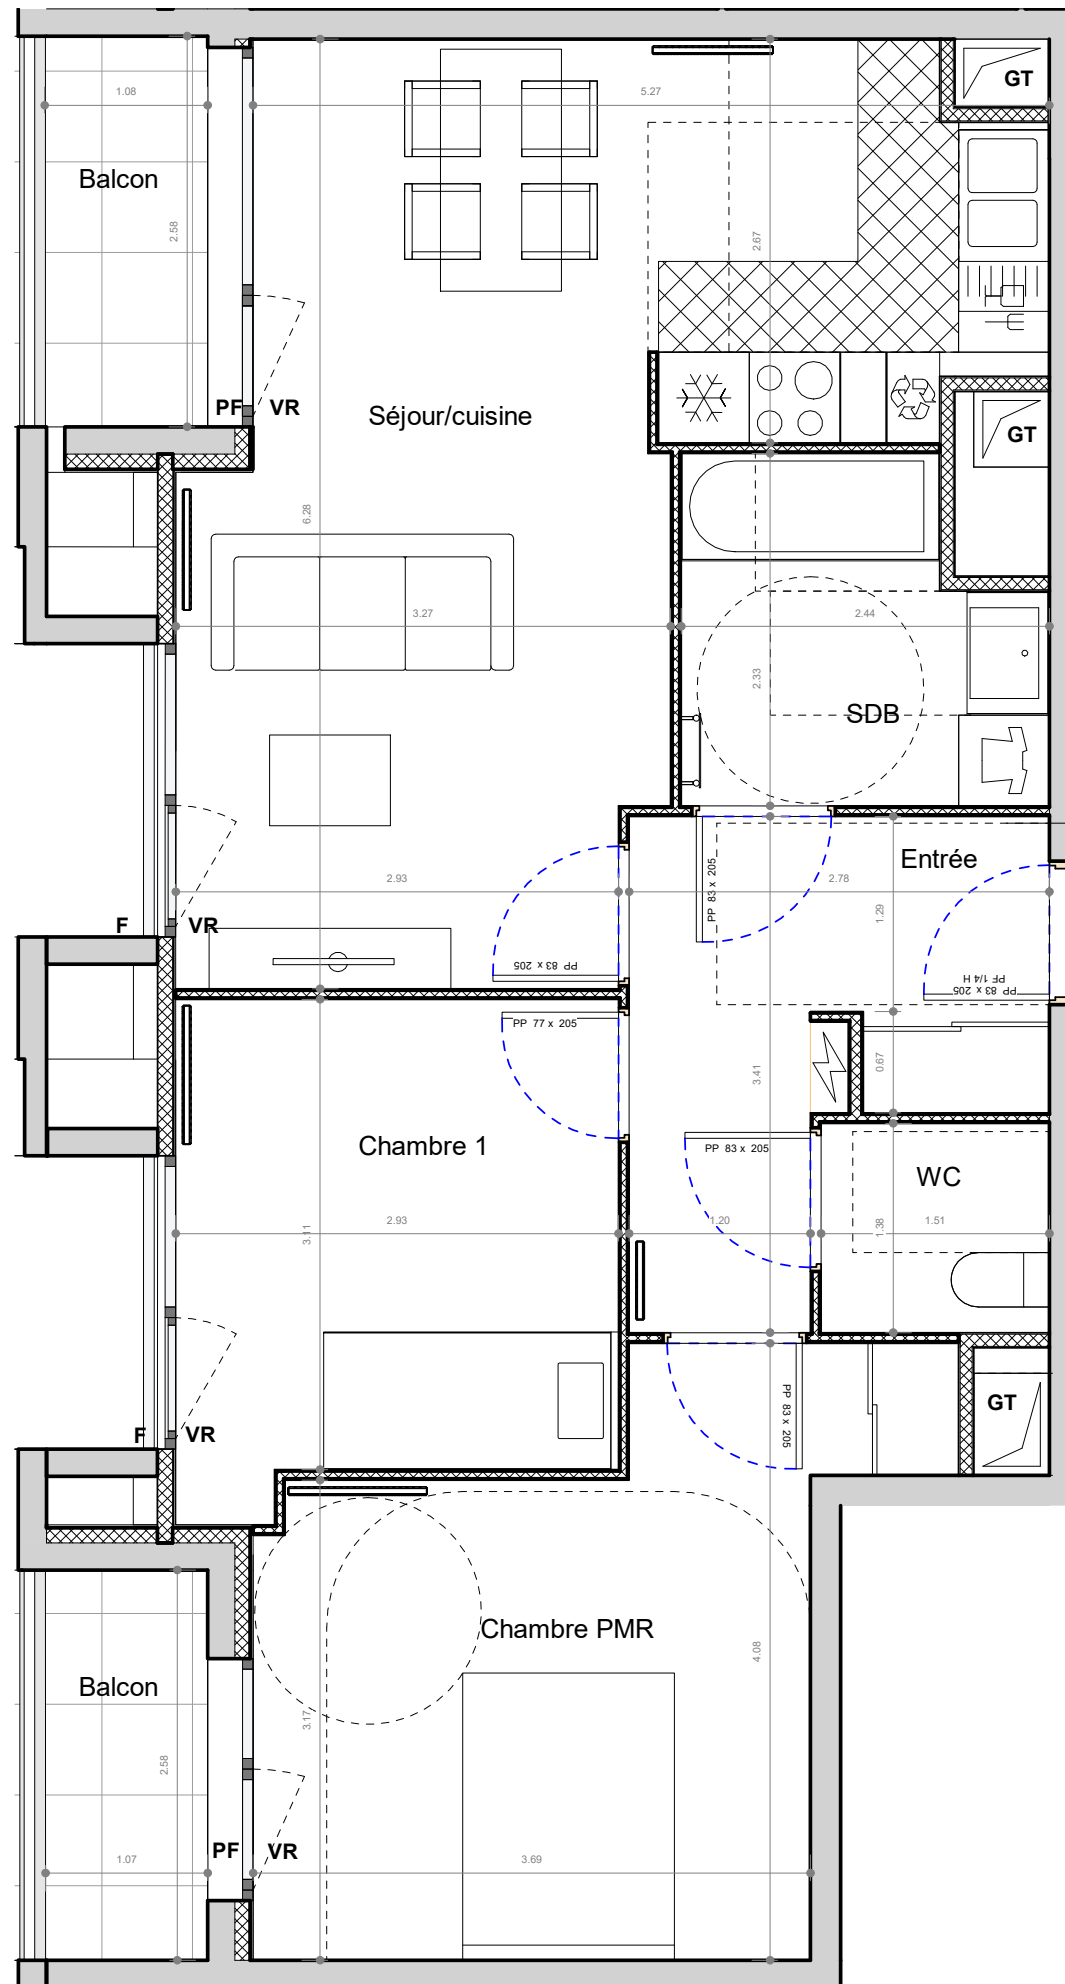 GT
1.08
5.27
Balcon
2.58
2.67
PF VR
Séjour/cuisine
GT
6.28
3.27
2.44
2.33
SDB
PP 83 x 205
Entrée
2.93
2.78
1.29
F
VR
PP 83 x 205
PP 83 x 205
PF 1/4 H
PP 77 x 205
3.41
0.67
Chambre 1
PP 83 x 205
WC
2.93
3.11
1.20
1.38
1.51
PP 83 x 205
GT
F
VR
Chambre PMR
4.08
Balcon
3.17
2.58
PF
VR
1.07
3.69